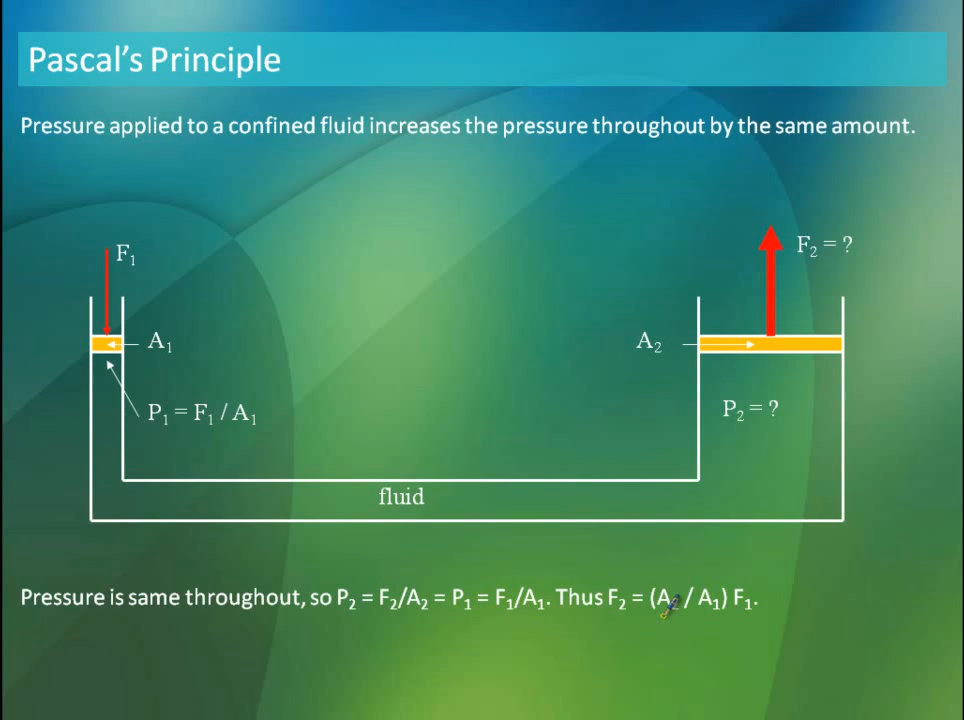 Pascal's Principle
Pressure applied to a confined fluid increases the pressure throughout by the same amount.
F₁
F₂ = ?
A₁
A₂
P₁ = F₁ / A₁
P₂ = ?
fluid
Pressure is same throughout, so P₂ = F₂/A₂ = P₁ = F₁/A₁. Thus F₂ = (A₂ / A₁) F₁.